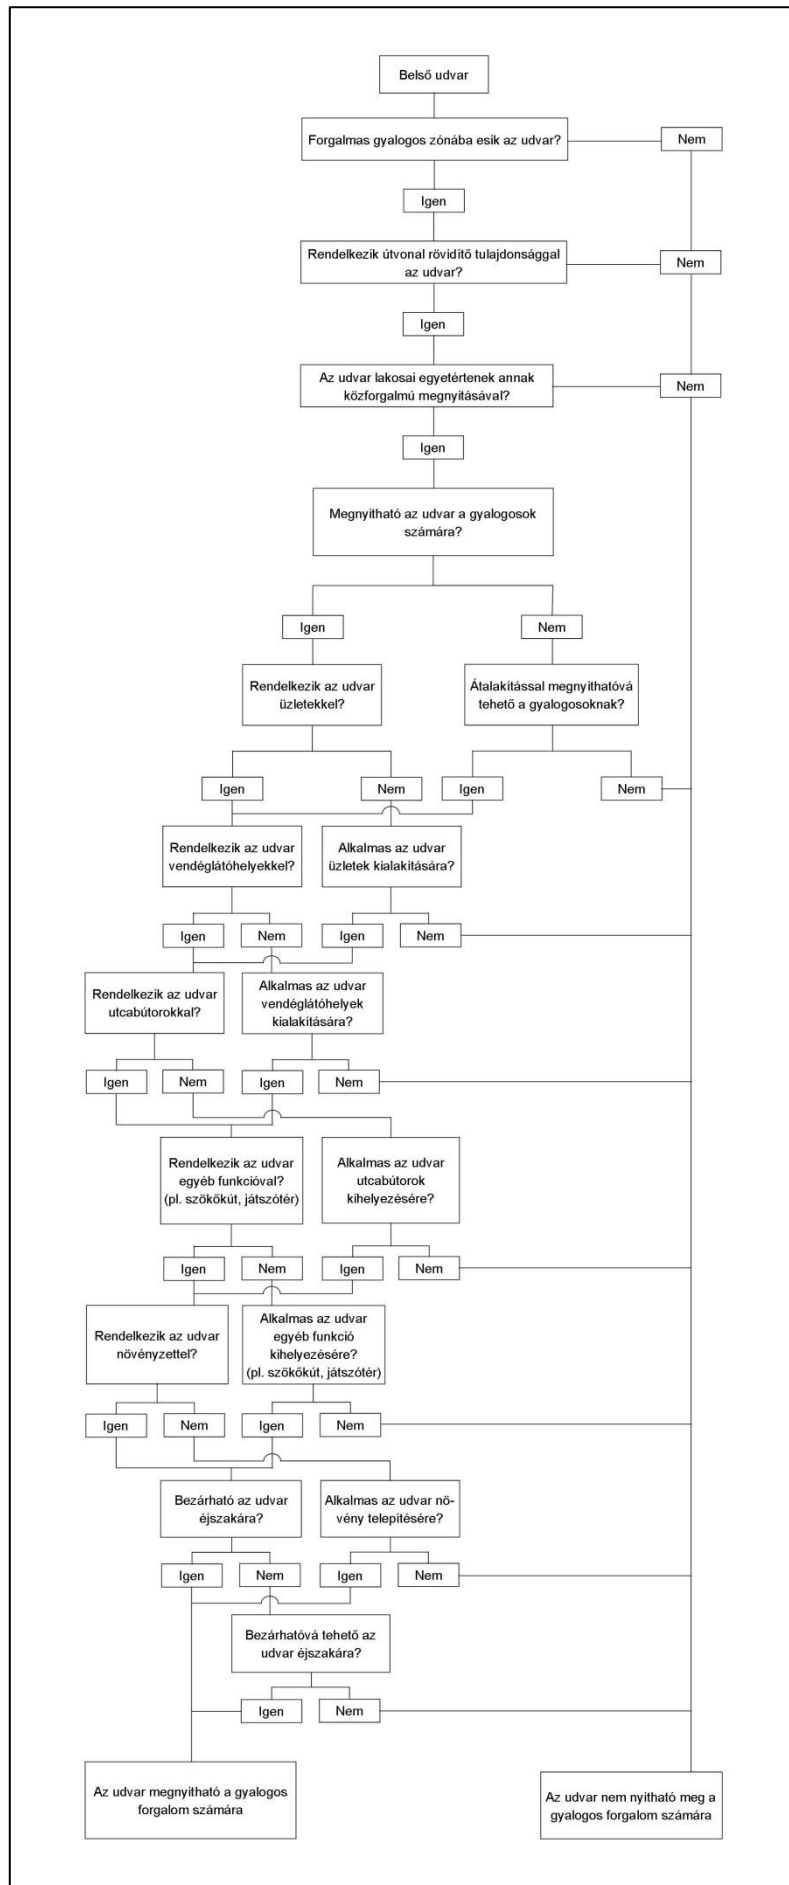 Belső udvar
Forgalmas gyalogos zónába esik az udvar?
Nem
Igen
Rendelkezik útvonal rövidítő tulajdonsággal
az udvar?
Nem
Igen
Az udvar lakosai egyetértenek annak
közforgalmú megnyitásával?
Nem
Igen
Megnyitható az udvar a gyalogosok
számára?
Igen
Nem
Rendelkezik az udvar
üzletekkel?
Átalakítással megnyithatóvá
tehető a gyalogosoknak?
Igen
Nem
Igen
Nem
Rendelkezik az udvar
vendéglátóhelyekkel?
Alkalmas az udvar
üzletek kialakítására?
Igen
Nem
Igen
Nem
Rendelkezik az udvar
utcabútorokkal?
Alkalmas az udvar
vendéglátóhelyek
kialakítására?
Igen
Nem
Igen
Nem
Rendelkezik az udvar
egyéb funkcióval?
(pl. szökőkút, játszótér)
Alkalmas az udvar
utcabútorok
kihelyezésére?
Igen
Nem
Igen
Nem
Rendelkezik az udvar
növényzettel?
Alkalmas az udvar
egyéb funkció
kihelyezésére?
(pl. szökőkút, játszótér)
Igen
Nem
Igen
Nem
Bezárható az udvar
éjszakára?
Alkalmas az udvar nö-
vény telepítésére?
Igen
Nem
Igen
Nem
Bezárhatóvá tehető az
udvar éjszakára?
Igen
Nem
Az udvar megnyitható a gyalogos
forgalom számára
Az udvar nem nyitható meg a
gyalogos forgalom számára